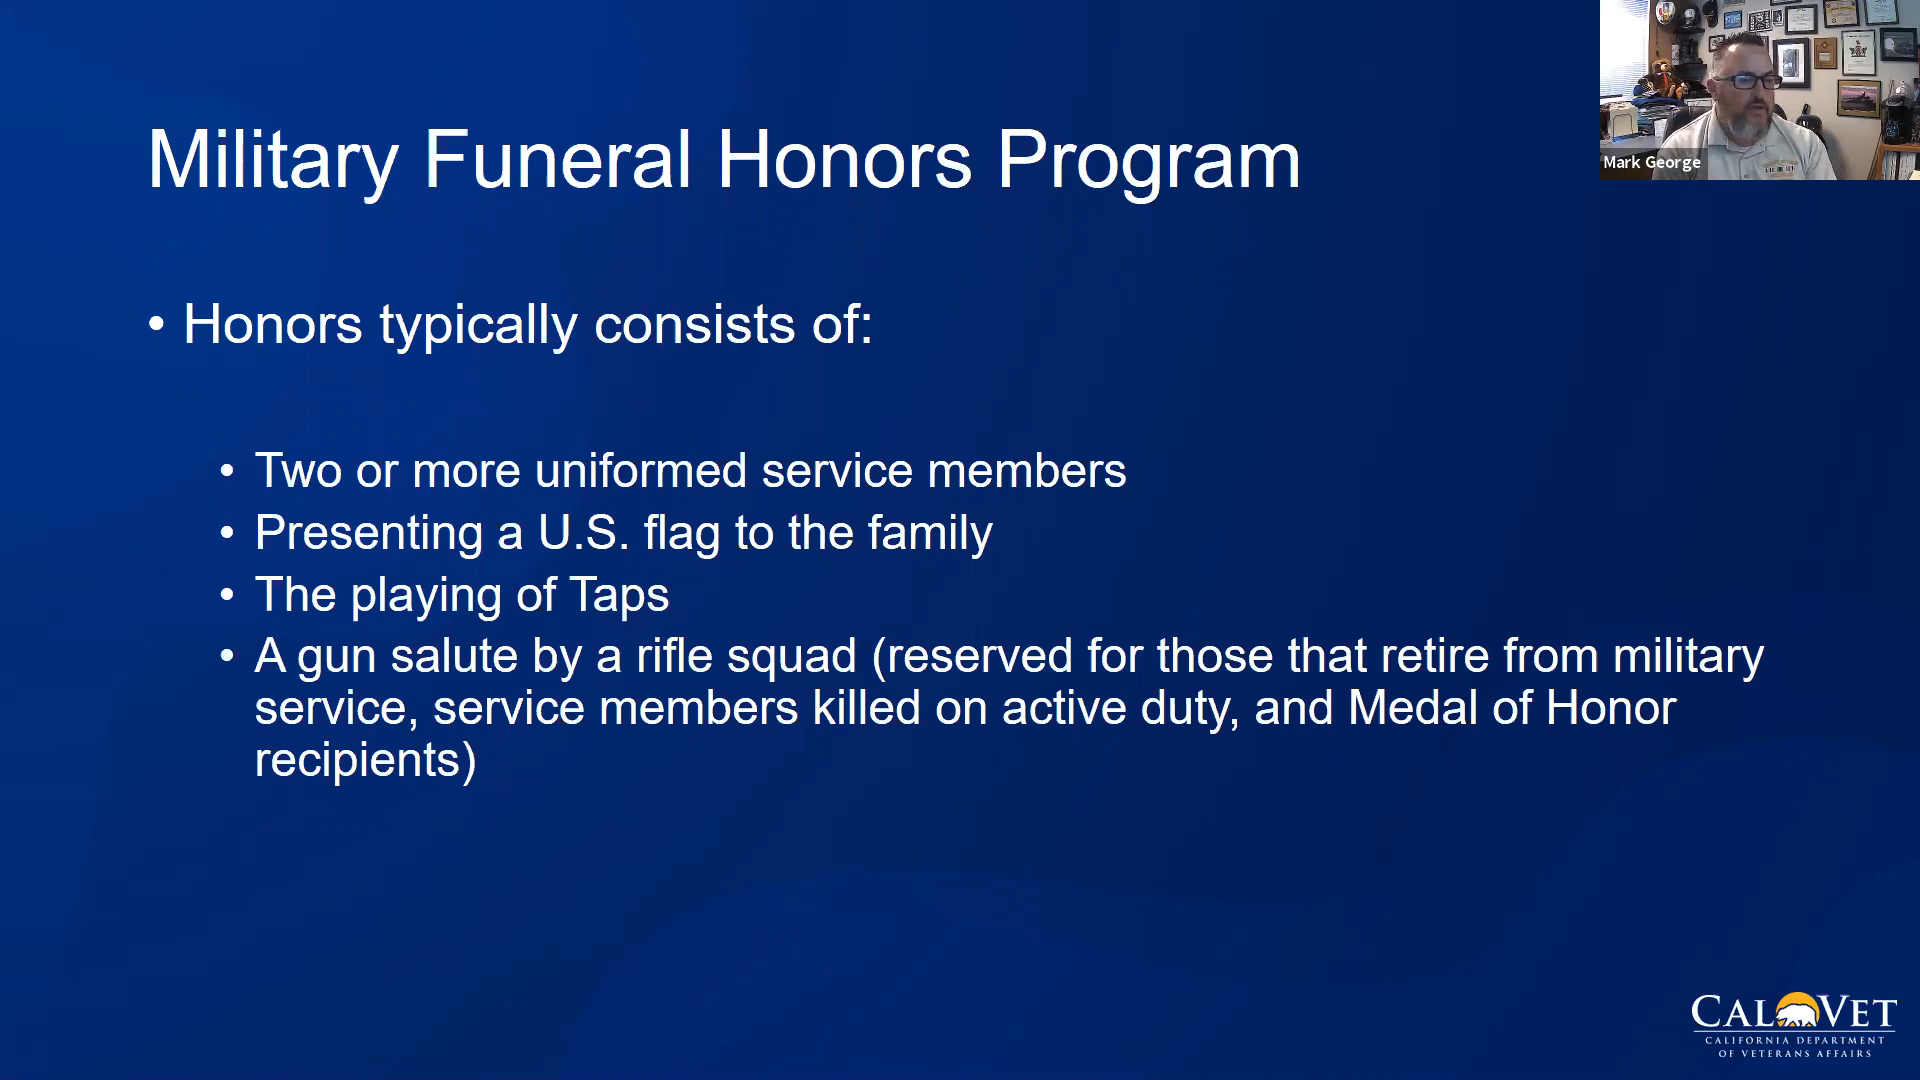 Military Funeral Honors Program
Mark George
• Honors typically consists of:
• Two or more uniformed service members
• Presenting a U.S. flag to the family
• The playing of Taps
• A gun salute by a rifle squad (reserved for those that retire from military
service, service members killed on active duty, and Medal of Honor
recipients)
CALVET
CALIFORNIA DEPARTMENT
OF VETERANS AFFAIRS